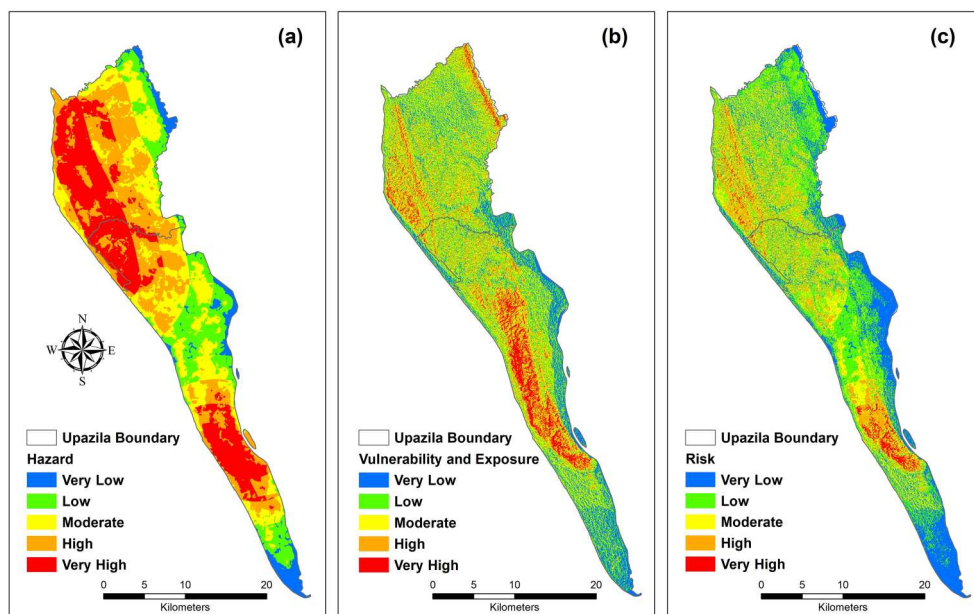 (a)
N
W E
S
Upazila Boundary
Hazard
Very Low
Low
Moderate
High
Very High
0 5 10 20
Kilometers
(b)
Upazila Boundary
Vulnerability and Exposure
Very Low
Low
Moderate
High
Very High
0 5 10 20
Kilometers
(c)
Upazila Boundary
Risk
Very Low
Low
Moderate
High
Very High
0 5 10 20
Kilometers